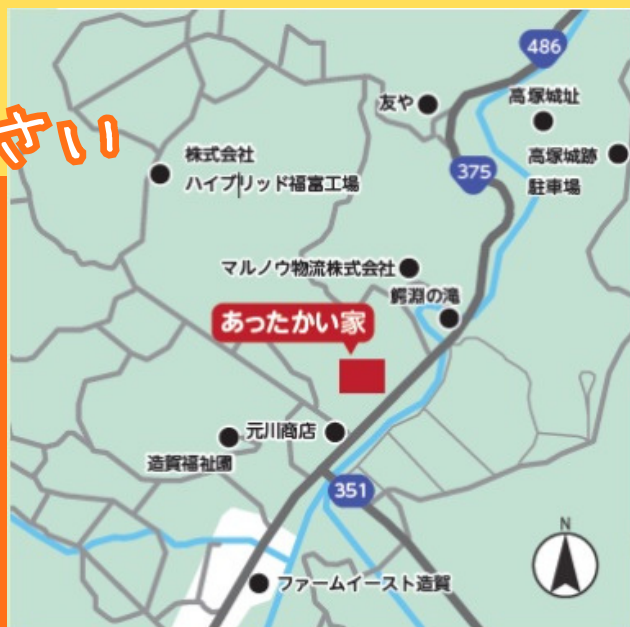 さい
486
友や
高塚城址
株式会社
ハイブリッド福富工場
375
高塚城跡
駐車場
マルノウ物流株式会社
鰐淵の滝
あったかい家
元川商店
造賀福祉園
351
N
ファームイースト造賀